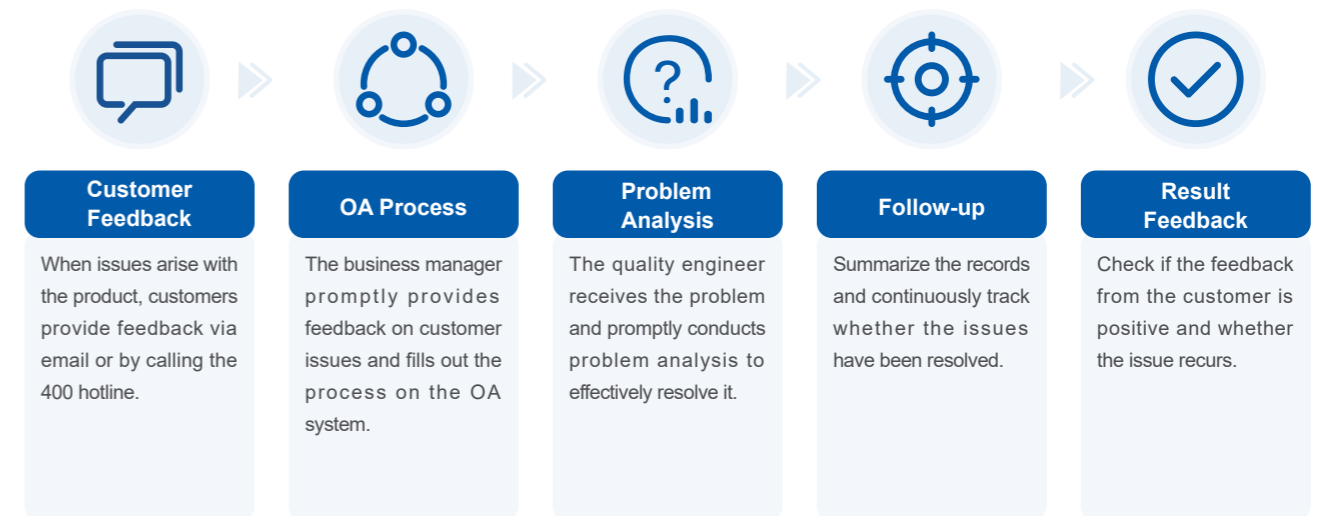 Customer
Feedback
When issues arise with
the product, customers
provide feedback via
email or by calling the
400 hotline.
OA Process
The business manager
promptly provides
feedback on customer
issues and fills out the
process on the OA
system.
?
Problem
Analysis
The quality engineer
receives the problem
and promptly conducts
problem analysis to
effectively resolve it.
Follow-up
Summarize the records
and continuously track
whether the issues
have been resolved.
Result
Feedback
Check if the feedback
from the customer is
positive and whether
the issue recurs.